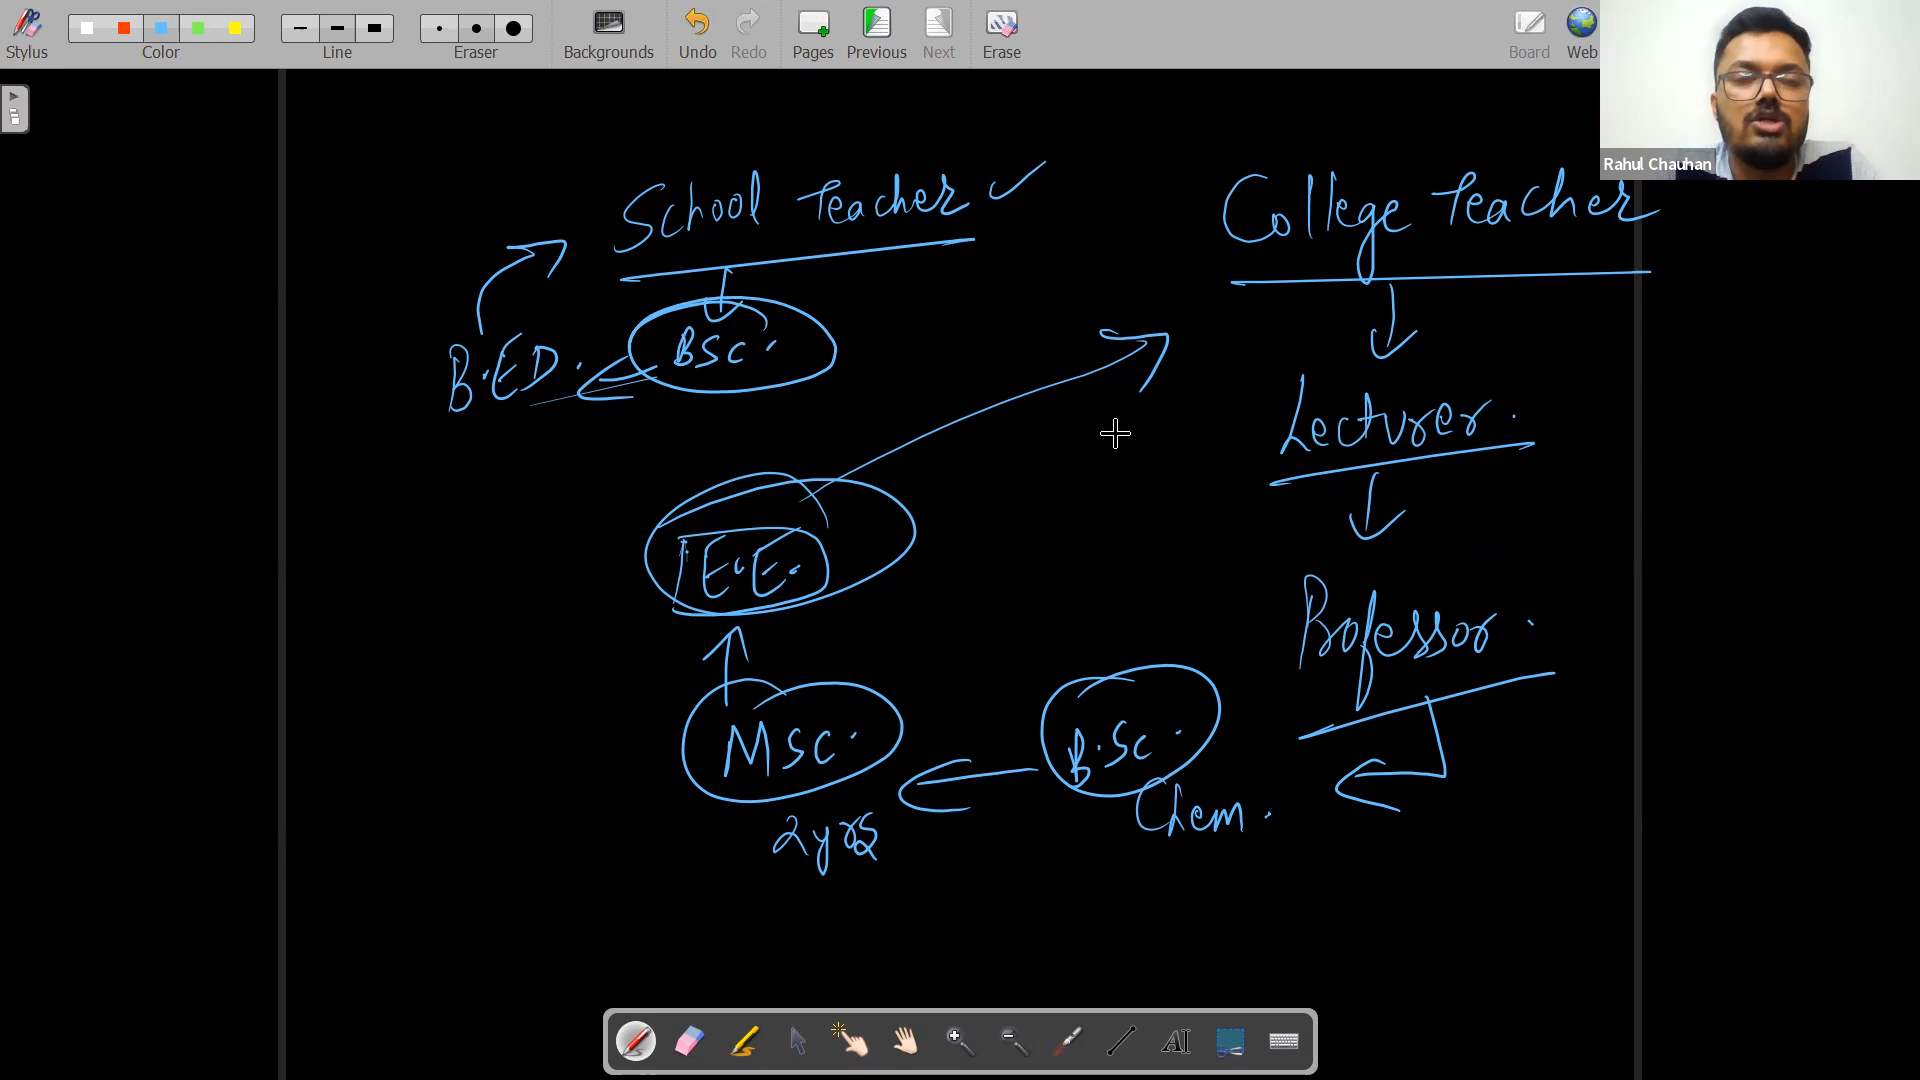 Stylus
Color
Line
Eraser
Backgrounds
Undo
Redo
Pages
Previous
Next
Erase
Board
Web
Rahul Chauhan
School Teacher
College Teacher
B.ED.
BSC.
Lecturer.
E.E.
Professor.
MSC.
B.Sc.
Chem.
2yrs